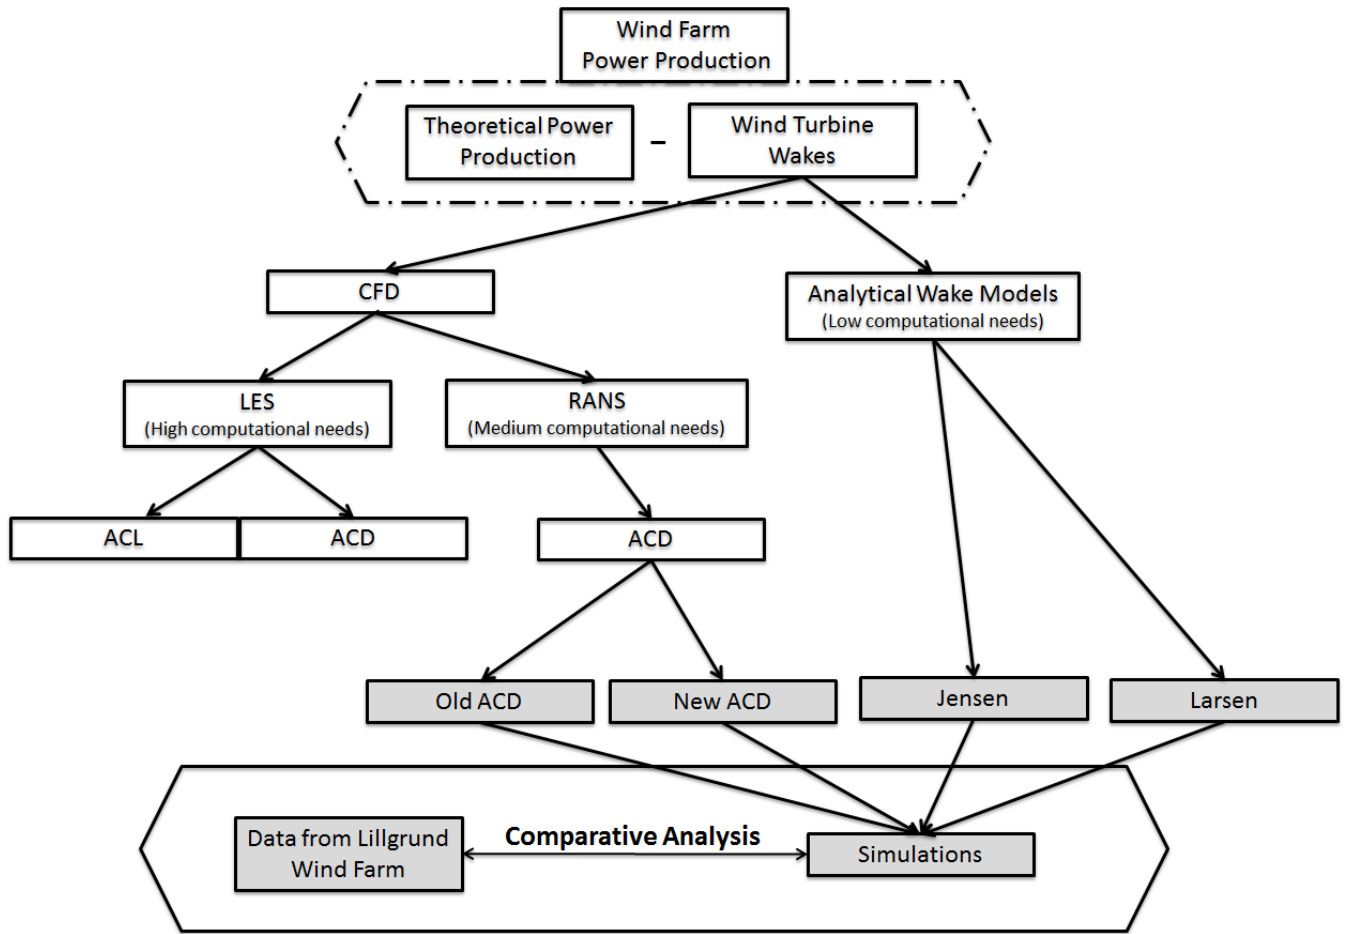 Wind Farm
Power Production
Theoretical Power
Production
–
Wind Turbine
Wakes
CFD
Analytical Wake Models
(Low computational needs)
LES
(High computational needs)
RANS
(Medium computational needs)
ACL
ACD
ACD
Old ACD
New ACD
Jensen
Larsen
Data from Lillgrund
Wind Farm
Comparative Analysis
Simulations